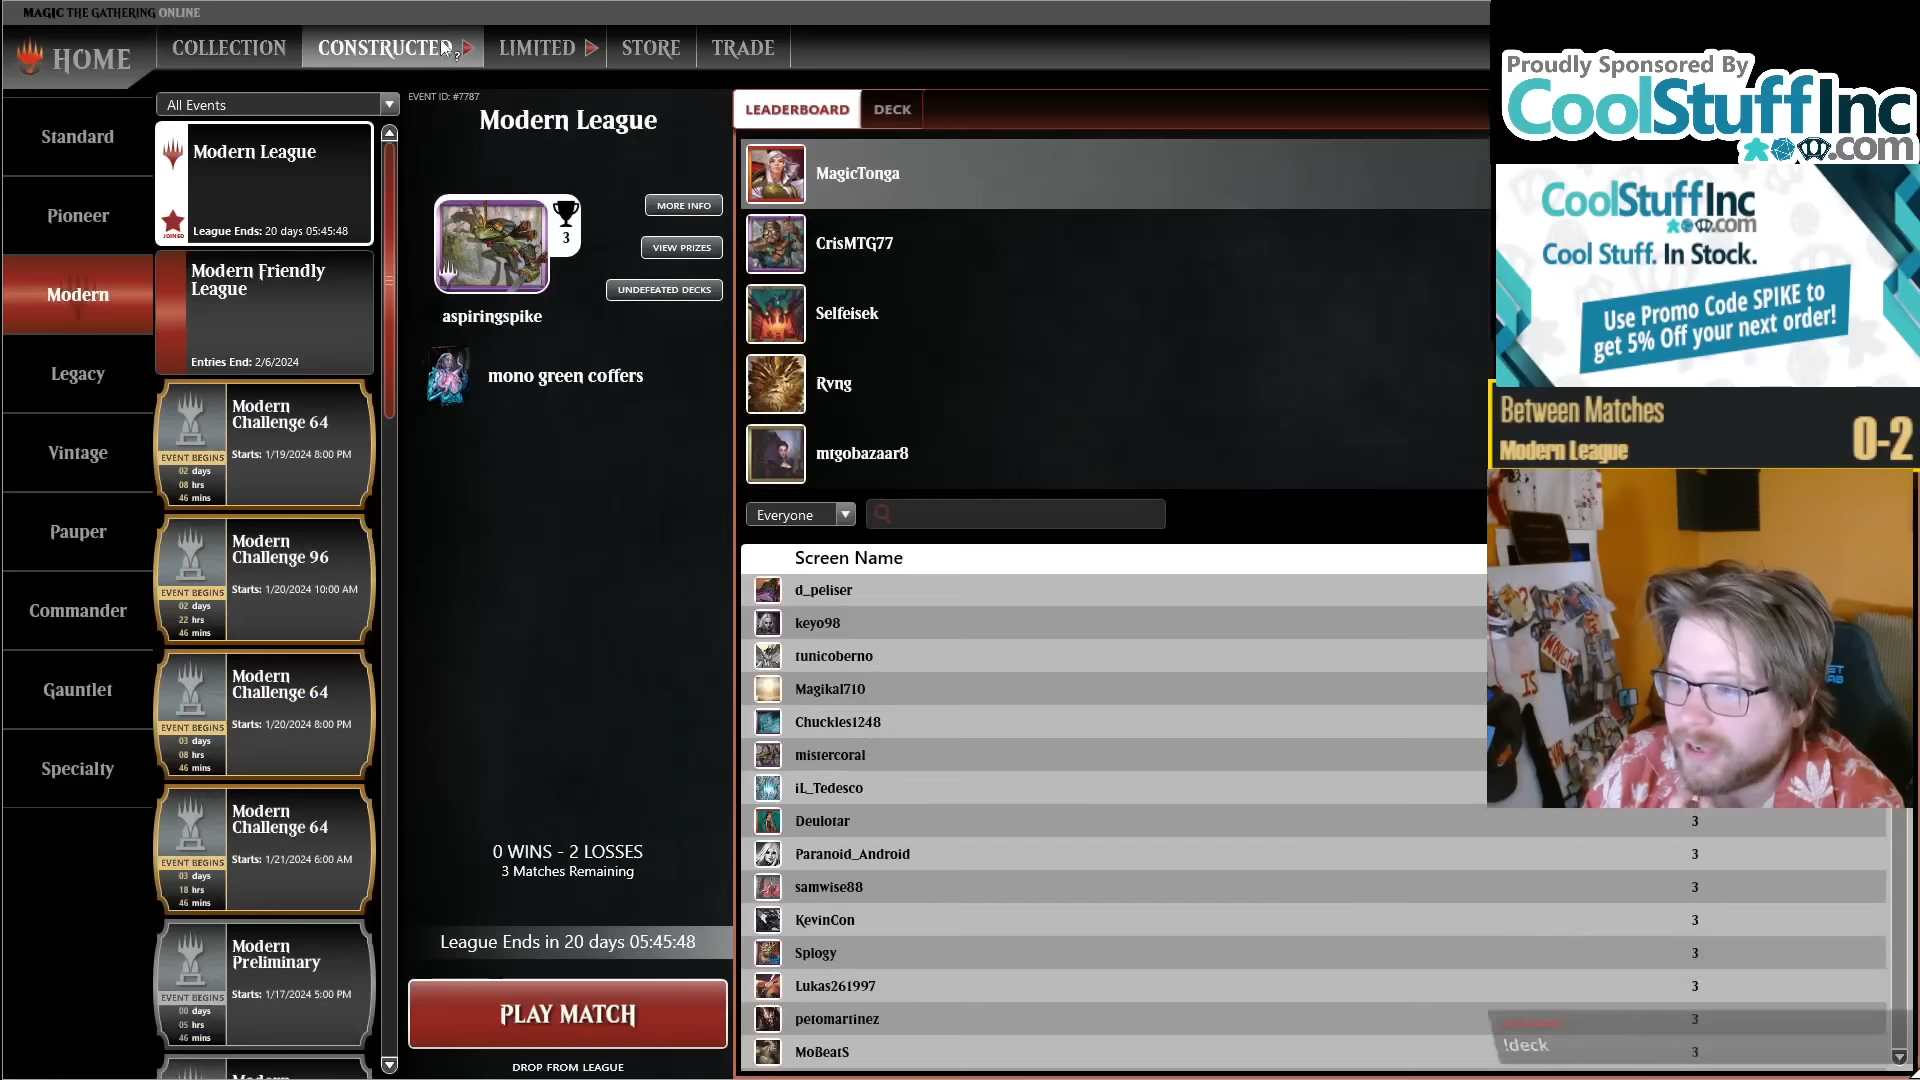 MAGIC THE GATHERING ONLINE
HOME
COLLECTION
CONSTRUCTED
LIMITED
STORE
TRADE
Standard
Pioneer
Modern
Legacy
Vintage
Pauper
Commander
Gauntlet
Specialty
All Events
Modern League
JOINED
League Ends: 20 days 05:45:48
Modern Friendly
League
Entries End: 2/6/2024
Modern
Challenge 64
Starts: 1/19/2024 8:00 PM
EVENT BEGINS
02 days
08 hrs
46 mins
Modern
Challenge 96
Starts: 1/20/2024 10:00 AM
EVENT BEGINS
02 days
22 hrs
46 mins
Modern
Challenge 64
Starts: 1/20/2024 8:00 PM
EVENT BEGINS
03 days
08 hrs
46 mins
Modern
Challenge 64
Starts: 1/21/2024 6:00 AM
EVENT BEGINS
03 days
18 hrs
46 mins
Modern
Preliminary
Starts: 1/17/2024 5:00 PM
EVENT BEGINS
00 days
05 hrs
46 mins
EVENT ID: #7787
Modern League
3
MORE INFO
VIEW PRIZES
UNDEFEATED DECKS
aspiringspike
mono green coffers
0 WINS - 2 LOSSES
3 Matches Remaining
League Ends in 20 days 05:45:48
PLAY MATCH
DROP FROM LEAGUE
LEADERBOARD
DECK
MagicTonga
CrisMTG77
Selfeisek
Rvng
mtgobazaar8
Everyone
Screen Name
d_peliser
keyo98
tunicoberno
Magikal710
Chuckles1248
mistercoral
iL_Tedesco
Deulotar 3
Paranoid_Android 3
samwise88 3
KevinCon 3
Splogy 3
Lukas261997 3
petomartinez 3
MoBeatS 3
Proudly Sponsored By
CoolStuffInc
.com
CoolStuffInc
.com
Cool Stuff. In Stock.
Use Promo Code SPIKE to
get 5% Off your next order!
Between Matches
Modern League
0-2
!deck